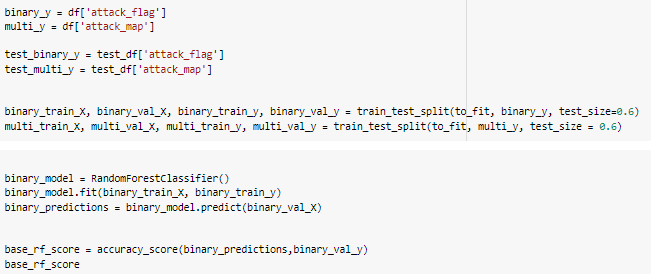 binary_y = df['attack_flag']
multi_y = df['attack_map']
test_binary_y = test_df['attack_flag']
test_multi_y = test_df['attack_map']
binary_train_X, binary_val_X, binary_train_y, binary_val_y = train_test_split(to_fit, binary_y, test_size=0.6)
multi_train_X, multi_val_X, multi_train_y, multi_val_y = train_test_split(to_fit, multi_y, test_size = 0.6)
binary_model = RandomForestClassifier()
binary_model.fit(binary_train_X, binary_train_y)
binary_predictions = binary_model.predict(binary_val_X)
base_rf_score = accuracy_score(binary_predictions,binary_val_y)
base_rf_score